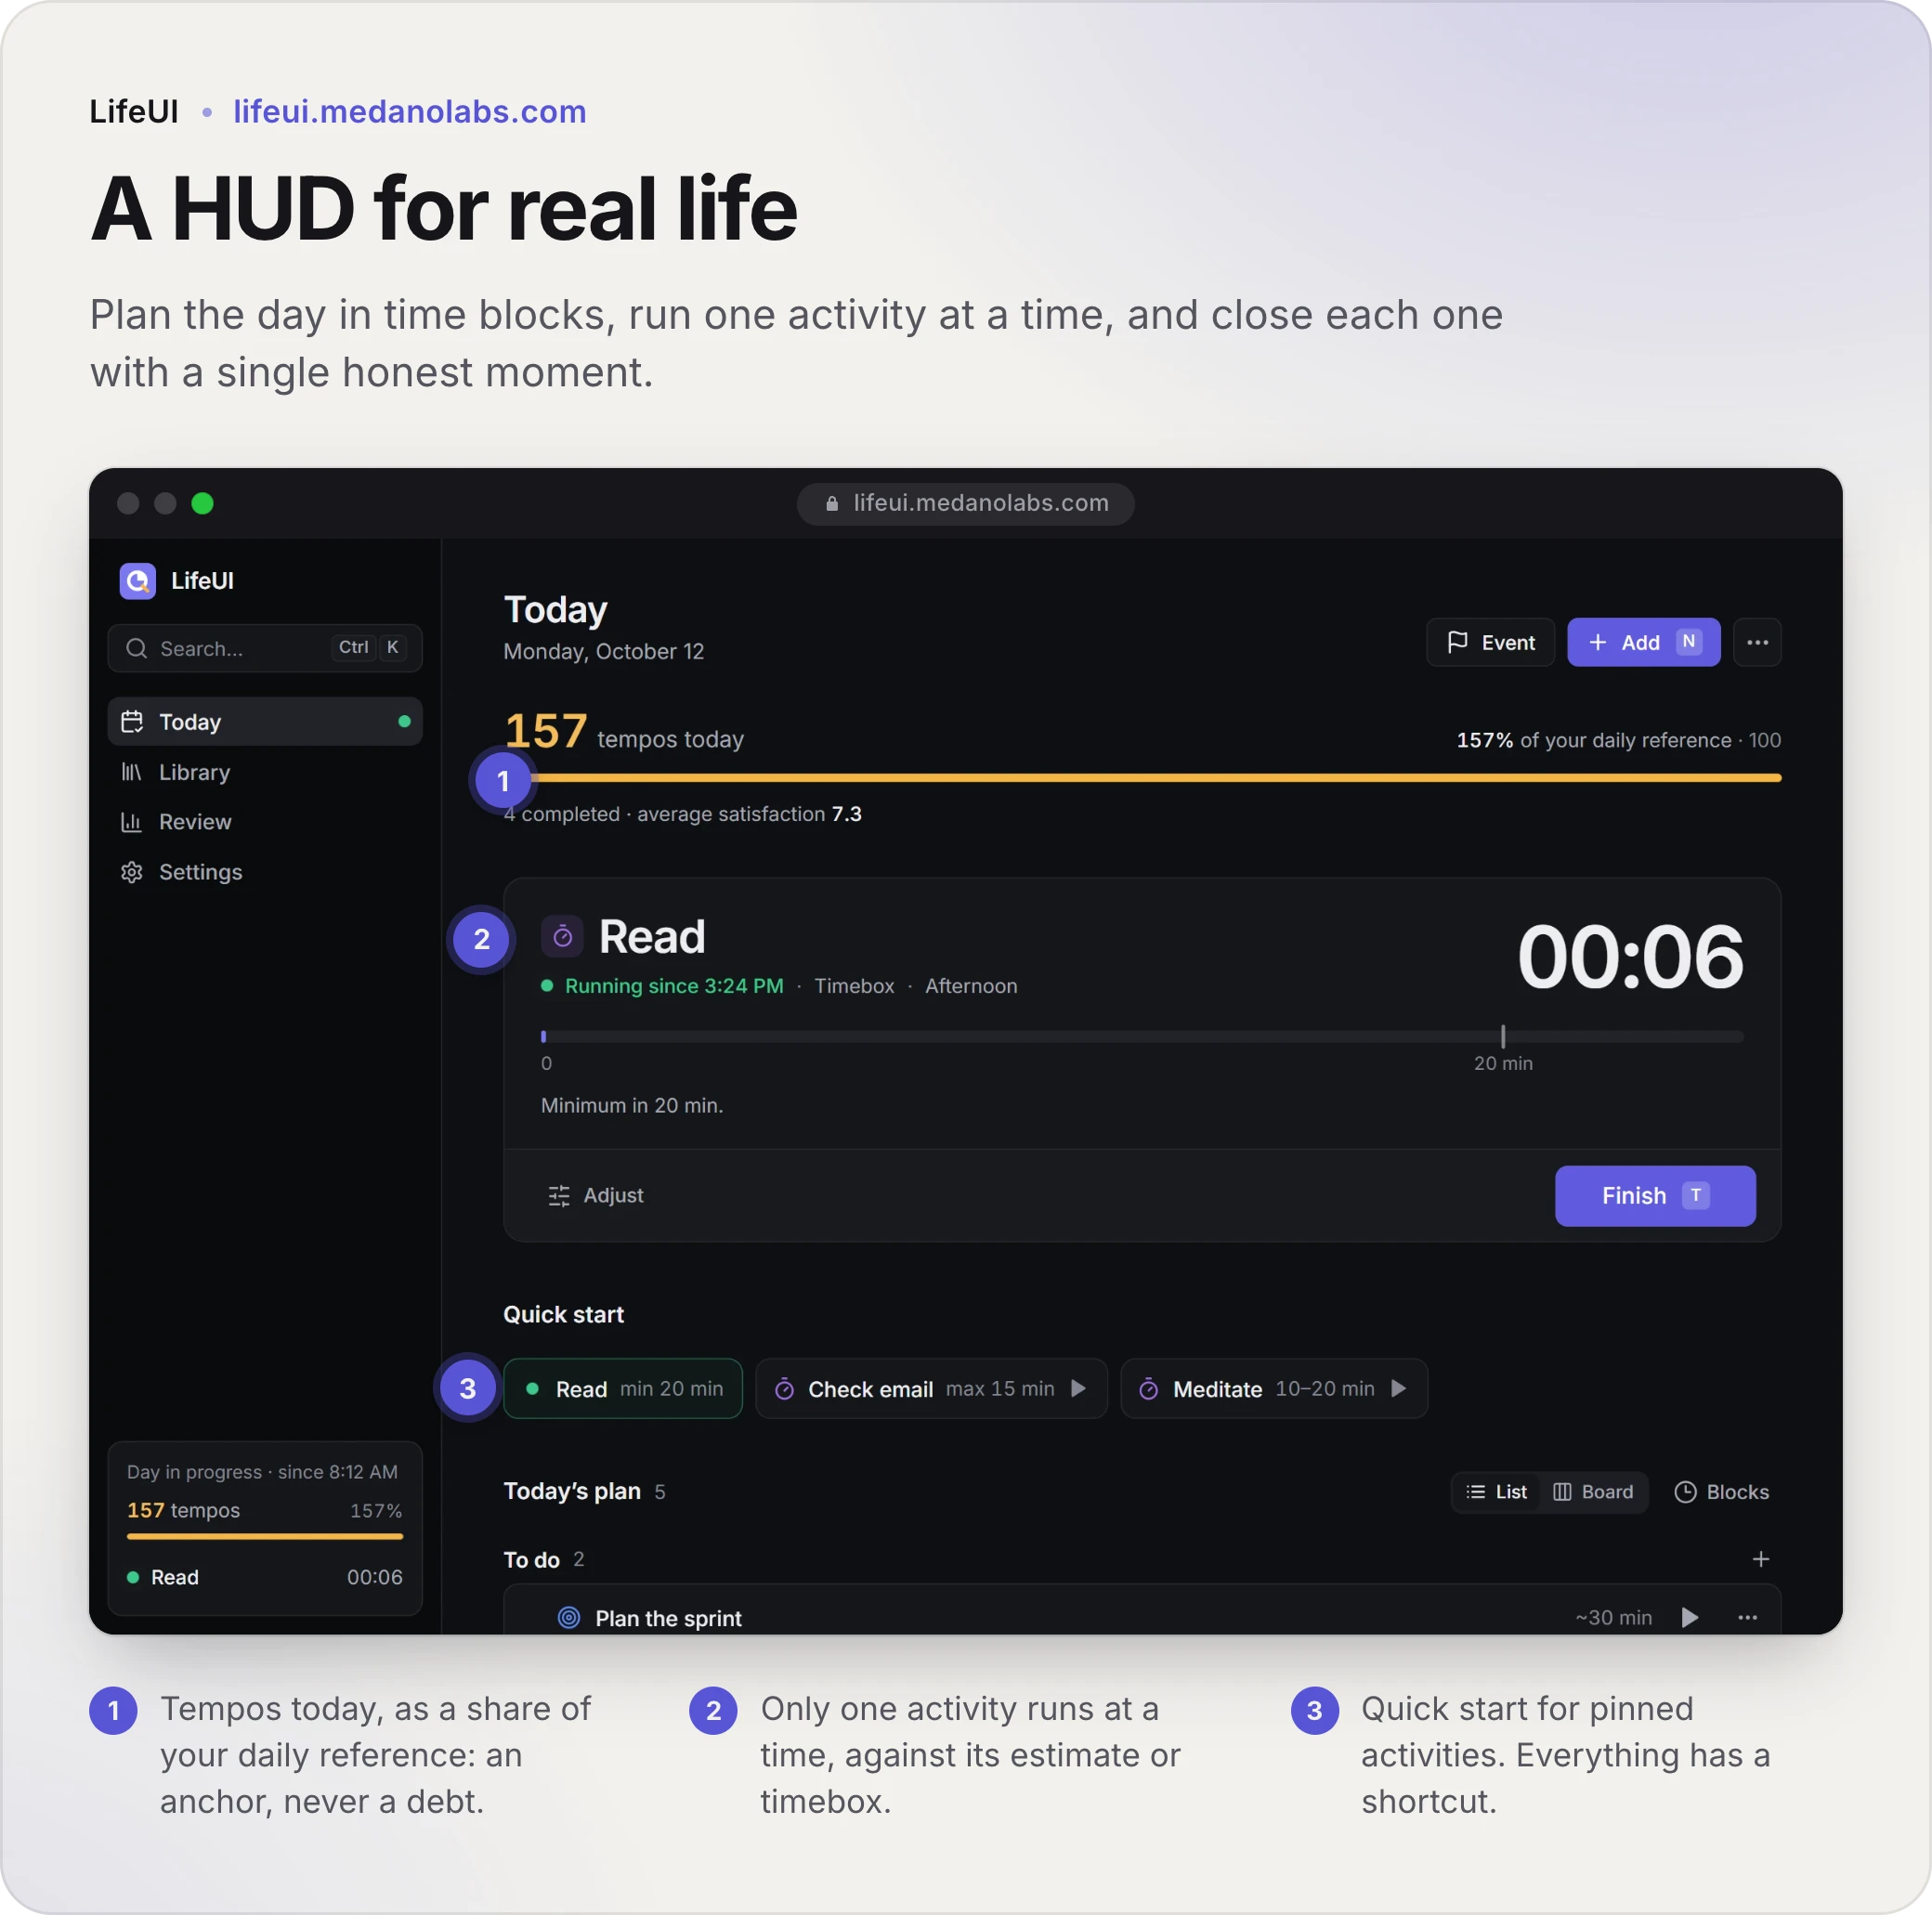 LifeUI • lifeui.medanolabs.com
A HUD for real life
Plan the day in time blocks, run one activity at a time, and close each one
with a single honest moment.
lifeui.medanolabs.com
LifeUI
Search... Ctrl K
Today
Library
Review
Settings
Day in progress · since 8:12 AM
157 tempos 157%
Read 00:06
Today
Monday, October 12
Event + Add N ···
157 tempos today 157% of your daily reference · 100
1
4 completed · average satisfaction 7.3
2 Read 00:06
Running since 3:24 PM · Timebox · Afternoon
0 20 min
Minimum in 20 min.
Adjust Finish T
Quick start
3 Read min 20 min Check email max 15 min Meditate 10–20 min
Today’s plan 5 List Board Blocks
To do 2 +
Plan the sprint ~30 min ···
1 Tempos today, as a share of
your daily reference: an
anchor, never a debt.
2 Only one activity runs at a
time, against its estimate or
timebox.
3 Quick start for pinned
activities. Everything has a
shortcut.